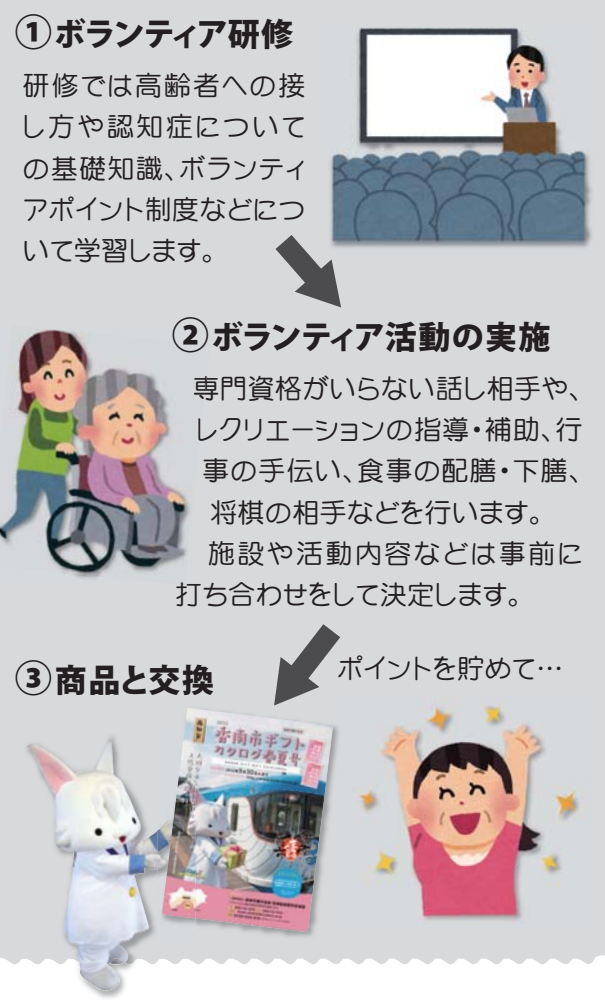 ①ボランティア研修
研修では高齢者への接
し方や認知症について
の基礎知識、ボランティ
アポイント制度などにつ
いて学習します。
②ボランティア活動の実施
専門資格がいらない話し相手や、
レクリエーションの指導・補助、行
事の手伝い、食事の配膳・下膳、
将棋の相手などを行います。
施設や活動内容などは事前に
打ち合わせをして決定します。
ポイントを貯めて…
③商品と交換
香南市ギフト
カタログ春夏号